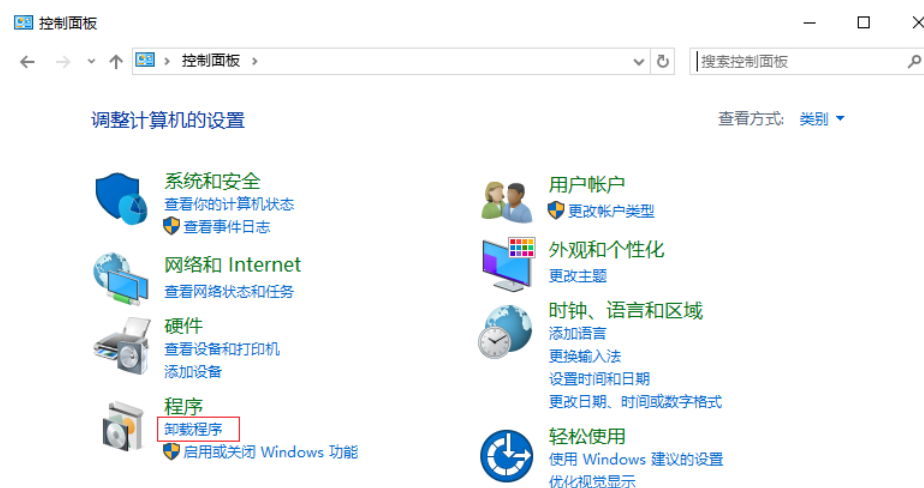 控制面板
控制面板
搜索控制面板
调整计算机的设置
查看方式: 类别
系统和安全
查看你的计算机状态
查看事件日志
网络和 Internet
查看网络状态和任务
硬件
查看设备和打印机
添加设备
程序
卸载程序
启用或关闭 Windows 功能
用户帐户
更改帐户类型
外观和个性化
更改主题
时钟、语言和区域
添加语言
更换输入法
设置时间和日期
更改日期、时间或数字格式
轻松使用
使用 Windows 建议的设置
优化视觉显示